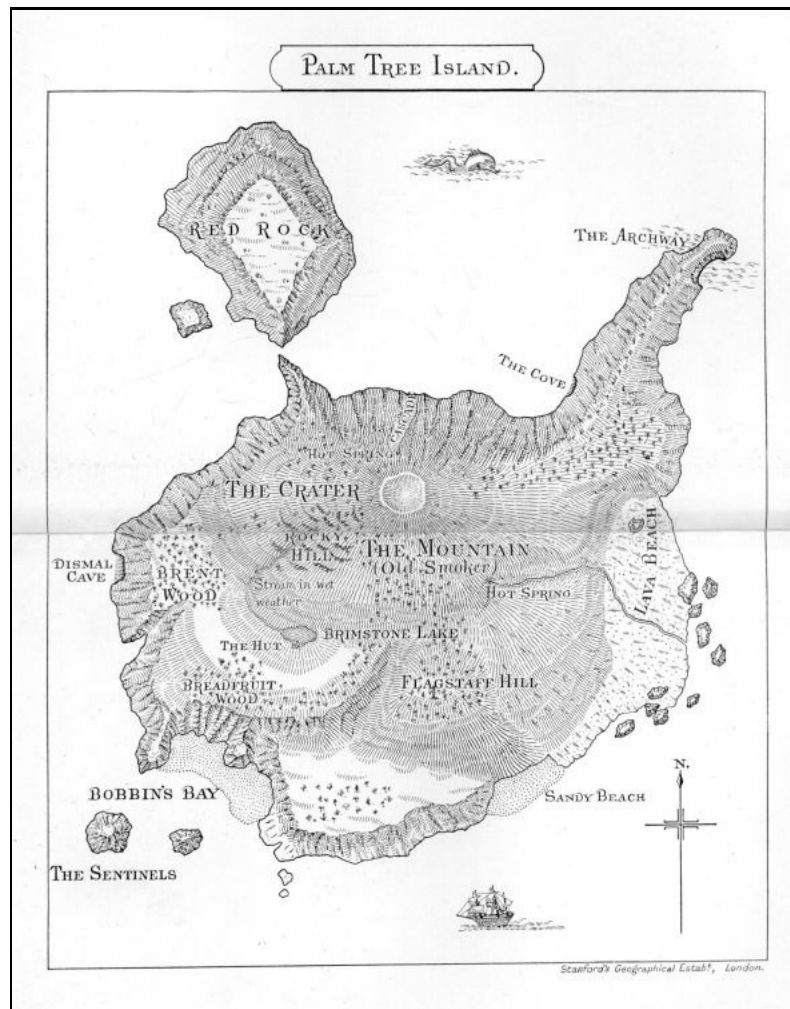 PALM TREE ISLAND.
RED ROCK
THE ARCHWAY
THE COVE
CASCADE
HOT SPRING
THE CRATER
ROCKY
HILL
THE MOUNTAIN
(Old Smoker)
LAVA BEACH
DISMAL
CAVE
BRENT
WOOD
Stream in wet
weather
HOT SPRING
THE HUT
BRIMSTONE LAKE
BREADFRUIT
WOOD
FLAGSTAFF HILL
BOBBIN'S BAY
SANDY BEACH
N.
THE SENTINELS
Stanford's Geographical Estabt, London.